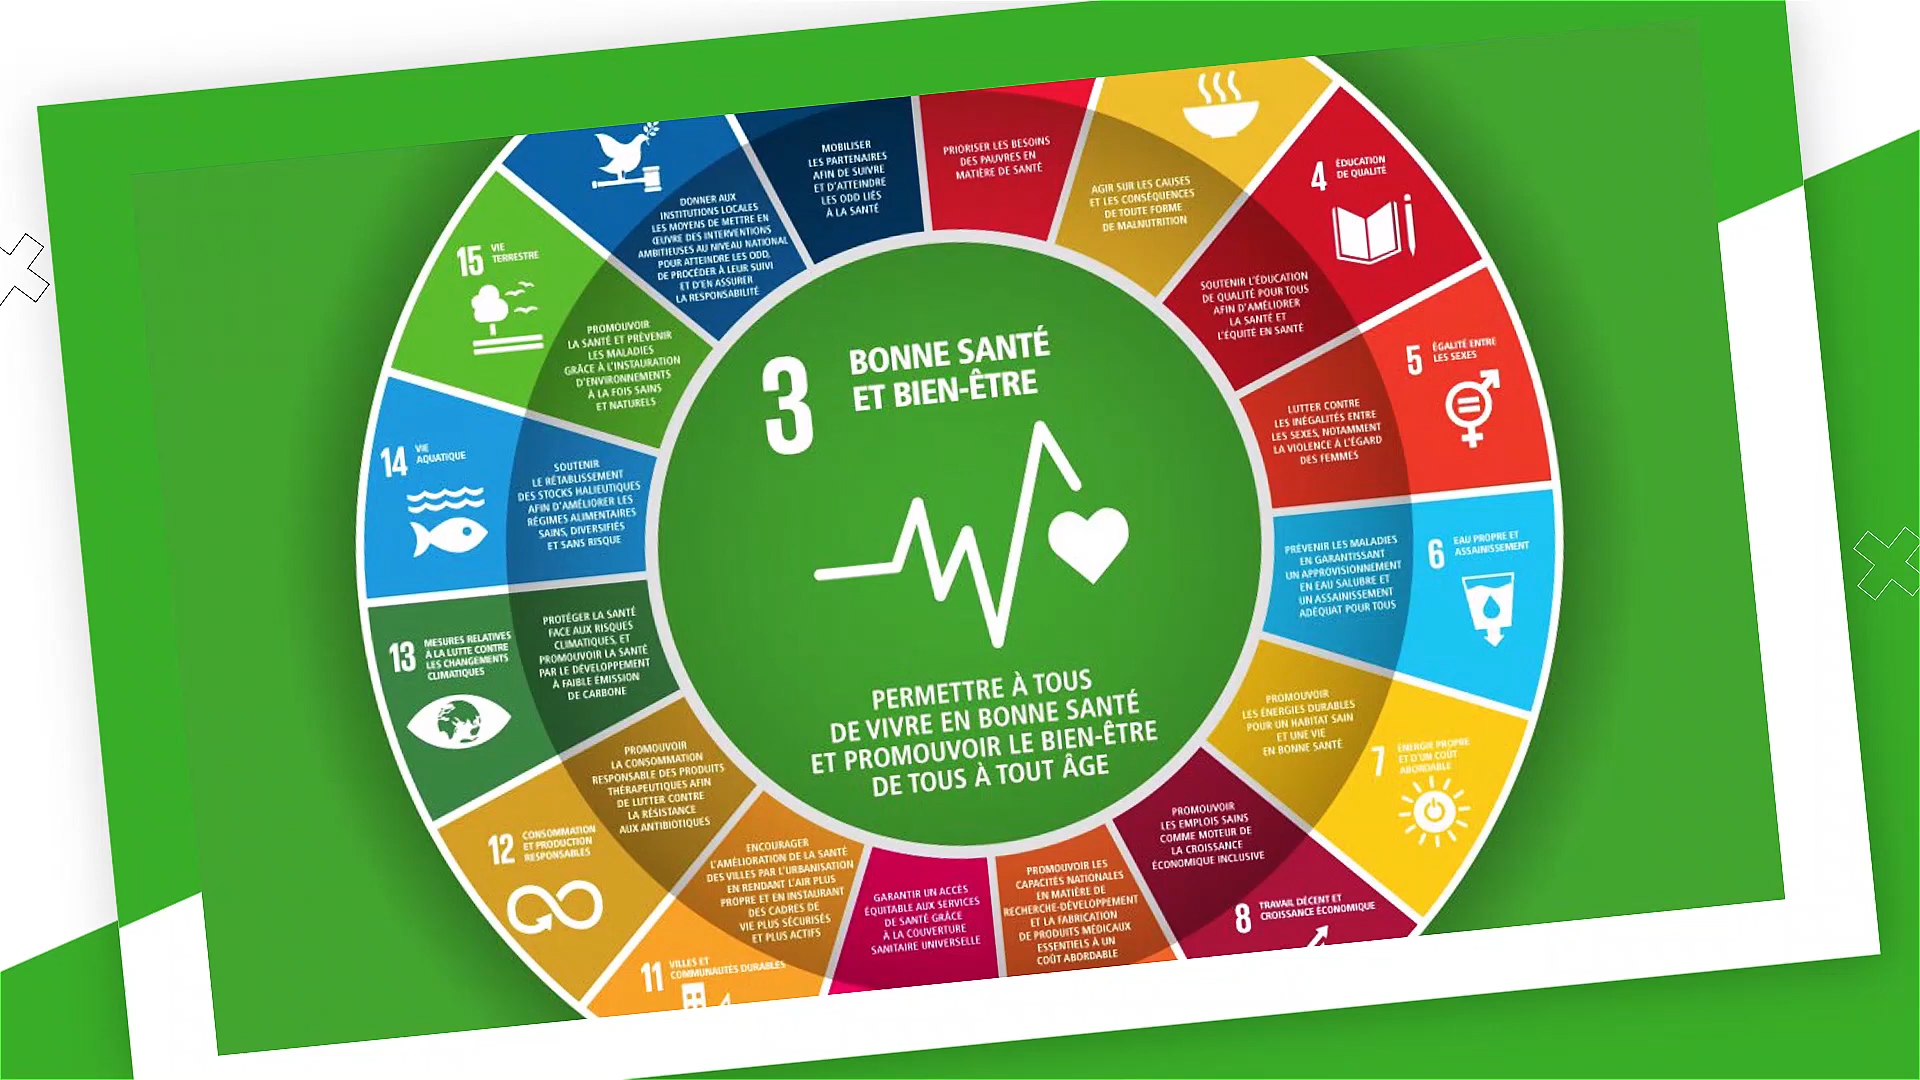 3
BONNE SANTÉ
ET BIEN-ÊTRE
PERMETTRE À TOUS
DE VIVRE EN BONNE SANTÉ
ET PROMOUVOIR LE BIEN-ÊTRE
DE TOUS À TOUT ÂGE
PRIORISER LES BESOINS
DES PAUVRES EN
MATIÈRE DE SANTÉ
AGIR SUR LES CAUSES
ET LES CONSÉQUENCES
DE TOUTE FORME
DE MALNUTRITION
4 ÉDUCATION
DE QUALITÉ
SOUTENIR L'ÉDUCATION
DE QUALITÉ POUR TOUS
AFIN D'AMÉLIORER
LA SANTÉ ET
L'ÉQUITÉ EN SANTÉ
5 ÉGALITÉ ENTRE
LES SEXES
LUTTER CONTRE
LES INÉGALITÉS ENTRE
LES SEXES, NOTAMMENT
LA VIOLENCE À L'ÉGARD
DES FEMMES
6 EAU PROPRE ET
ASSAINISSEMENT
PRÉVENIR LES MALADIES
EN GARANTISSANT
UN APPROVISIONNEMENT
EN EAU SALUBRE ET
UN ASSAINISSEMENT
ADÉQUAT POUR TOUS
7 ÉNERGIE PROPRE
ET D'UN COÛT
ABORDABLE
PROMOUVOIR
LES ÉNERGIES DURABLES
POUR UN HABITAT SAIN
ET UNE VIE
EN BONNE SANTÉ
8 TRAVAIL DÉCENT ET
CROISSANCE ÉCONOMIQUE
PROMOUVOIR
LES EMPLOIS SAINS
COMME MOTEUR DE
LA CROISSANCE
ÉCONOMIQUE INCLUSIVE
PROMOUVOIR LES
CAPACITÉS NATIONALES
EN MATIÈRE DE
RECHERCHE-DÉVELOPPEMENT
ET LA FABRICATION
DE PRODUITS MÉDICAUX
ESSENTIELS À UN
COÛT ABORDABLE
GARANTIR UN ACCÈS
ÉQUITABLE AUX SERVICES
DE SANTÉ GRÂCE
À LA COUVERTURE
SANITAIRE UNIVERSELLE
11 VILLES ET
COMMUNAUTÉS DURABLES
ENCOURAGER
L'AMÉLIORATION DE LA SANTÉ
DES VILLES PAR L'URBANISATION
EN RENDANT L'AIR PLUS
PROPRE ET EN INSTAURANT
DES CADRES DE
VIE PLUS SÉCURISÉS
ET PLUS ACTIFS
12 CONSOMMATION
ET PRODUCTION
RESPONSABLES
PROMOUVOIR
LA CONSOMMATION
RESPONSABLE DES PRODUITS
THÉRAPEUTIQUES AFIN
DE LUTTER CONTRE
LA RÉSISTANCE
AUX ANTIBIOTIQUES
13 MESURES RELATIVES
À LA LUTTE CONTRE
LES CHANGEMENTS
CLIMATIQUES
PROTÉGER LA SANTÉ
FACE AUX RISQUES
CLIMATIQUES, ET
PROMOUVOIR LA SANTÉ
PAR LE DÉVELOPPEMENT
À FAIBLE ÉMISSION
DE CARBONE
14 VIE
AQUATIQUE
SOUTENIR
LE RÉTABLISSEMENT
DES STOCKS HALIEUTIQUES
AFIN D'AMÉLIORER LES
RÉGIMES ALIMENTAIRES
SAINS, DIVERSIFIÉS
ET SANS RISQUE
15 VIE
TERRESTRE
PROMOUVOIR
LA SANTÉ ET PRÉVENIR
LES MALADIES
GRÂCE À L'INSTAURATION
D'ENVIRONNEMENTS
À LA FOIS SAINS
ET NATURELS
DONNER AUX
INSTITUTIONS LOCALES
LES MOYENS DE METTRE EN
ŒUVRE DES INTERVENTIONS
AMBITIEUSES AU NIVEAU NATIONAL
POUR ATTEINDRE LES ODD,
DE PROCÉDER À LEUR SUIVI
ET D'EN ASSURER
LA RESPONSABILITÉ
MOBILISER
LES PARTENAIRES
AFIN DE SUIVRE
ET D'ATTEINDRE
LES ODD LIÉS
À LA SANTÉ